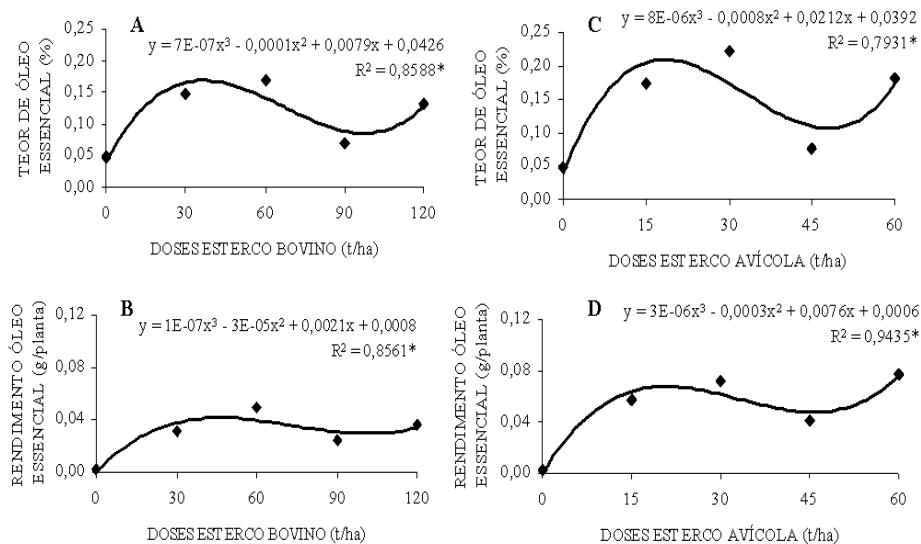 A
y = 7E-07x³ - 0,0001x² + 0,0079x + 0,0426
R² = 0,8588*
TEOR DE ÓLEO
ESSENCIAL (%)
0,25
0,20
0,15
0,10
0,05
0,00
0 30 60 90 120
DOSES ESTERCO BOVINO (t/ha)
C
y = 8E-06x³ - 0,0008x² + 0,0212x + 0,0392
R² = 0,7931*
TEOR DE ÓLEO
ESSENCIAL (%)
0,25
0,20
0,15
0,10
0,05
0,00
0 15 30 45 60
DOSES ESTERCO AVÍCOLA (t/ha)
B
y = 1E-07x³ - 3E-05x² + 0,0021x + 0,0008
R² = 0,8561*
RENDIMENTO ÓLEO
ESSENCIAL (g/planta)
0,12
0,08
0,04
0,00
0 30 60 90 120
DOSES ESTERCO BOVINO (t/ha)
D
y = 3E-06x³ - 0,0003x² + 0,0076x + 0,0006
R² = 0,9435*
RENDIMENTO ÓLEO
ESSENCIAL (g/planta)
0,12
0,08
0,04
0,00
0 15 30 45 60
DOSES ESTERCO AVÍCOLA (t/ha)